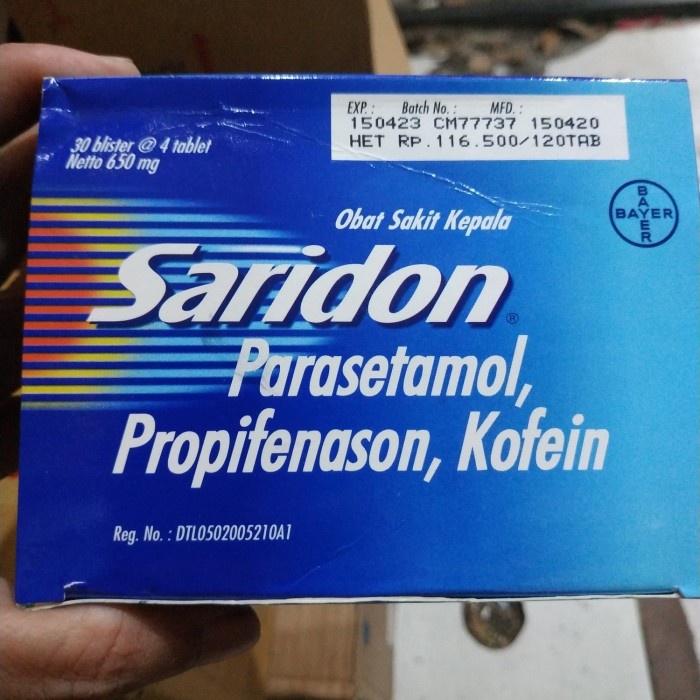 EXP. : Batch No. : MFD. :
150423 CM77737 150420
HET Rp.116.500/120TAB
30 blister @ 4 tablet
Netto 650 mg
Obat Sakit Kepala
BAYER
BAYER
Saridon®
Parasetamol,
Propifenason, Kofein
Reg. No. : DTL0502005210A1